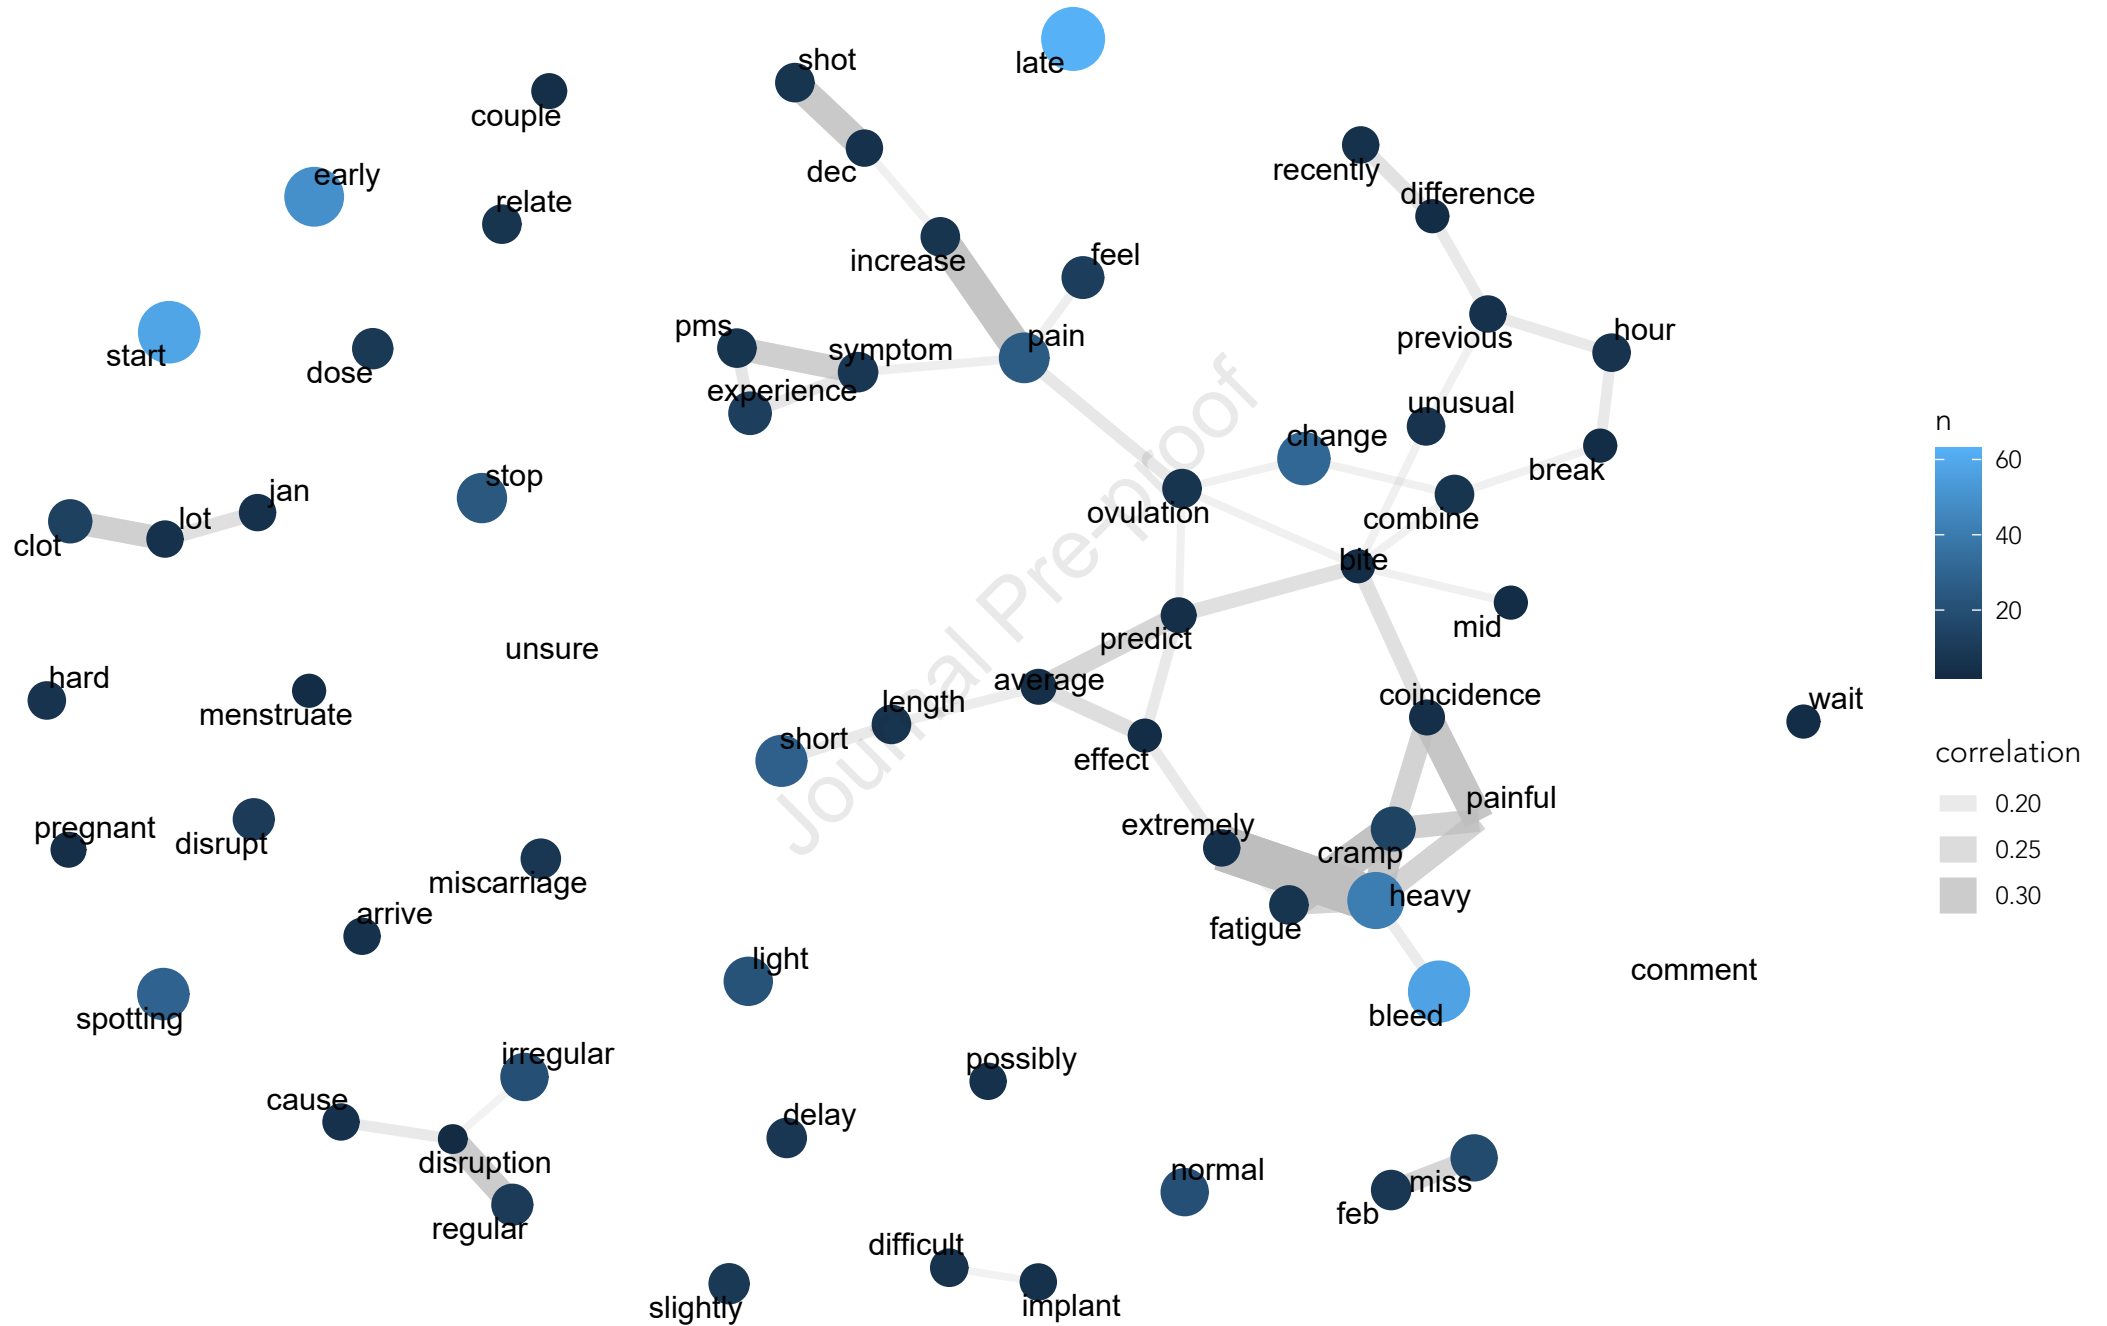 late
shot
couple
dec
recently
early
difference
relate
feel
increase
pms
symptom
pain
previous
hour
start
dose
experience
unusual
change
break
jan
stop
lot
ovulation
combine
clot
bite
mid
predict
unsure
hard
menstruate
average
length
coincidence
wait
short
effect
painful
pregnant
disrupt
extremely
cramp
miscarriage
arrive
fatigue
heavy
light
comment
spotting
bleed
irregular
possibly
cause
delay
disruption
normal
miss
regular
feb
difficult
slightly
implant
Journal Pre-proof
n
60
40
20
correlation
0.20
0.25
0.30